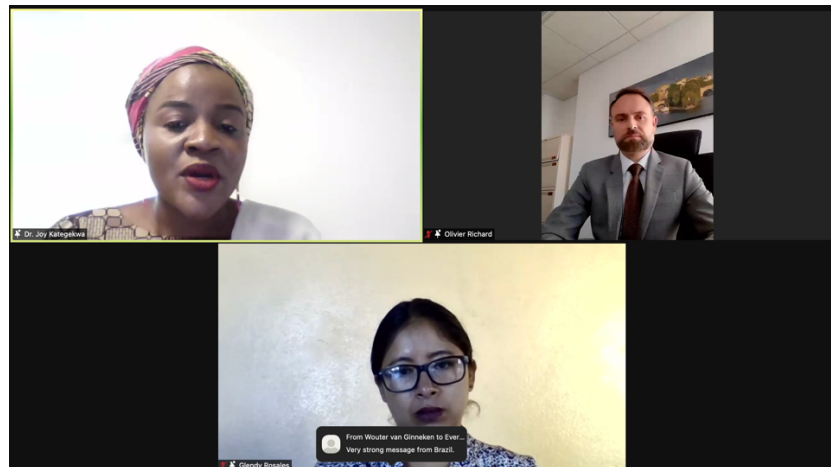 Dr. Joy Kategekwa
Olivier Richard
From Wouter van Ginneken to Ever...
Very strong message from Brazil.
Glendy Rosales